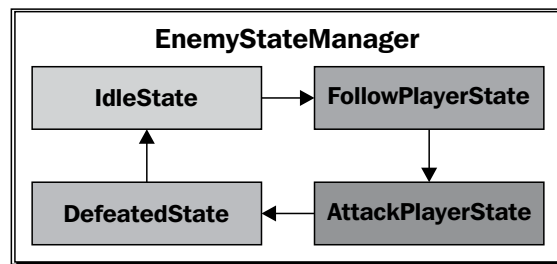 EnemyStateManager
IdleState
FollowPlayerState
DefeatedState
AttackPlayerState